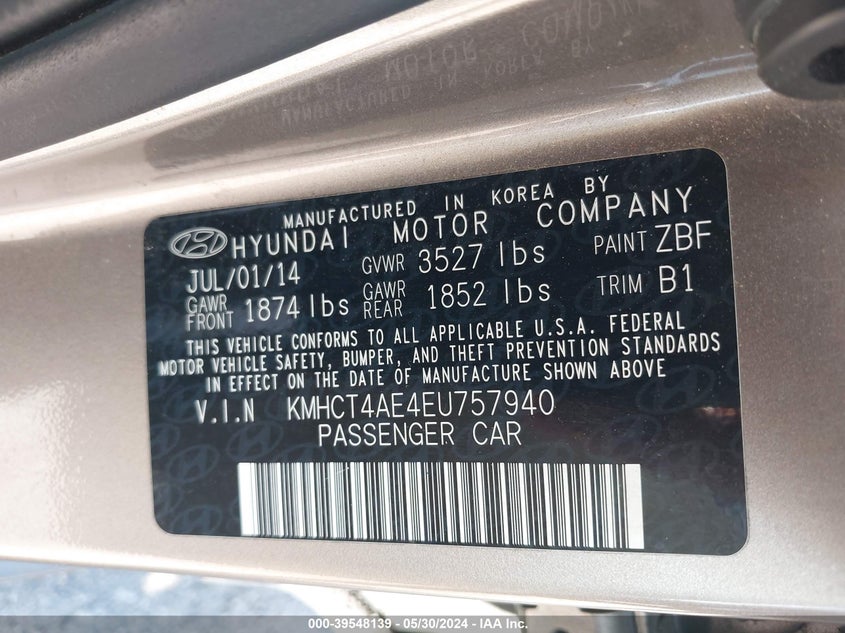 MANUFACTURED IN KOREA BY
HYUNDAI MOTOR COMPANY
JUL/01/14 GVWR 3527 lbs PAINT ZBF
GAWR FRONT 1874 lbs GAWR REAR 1852 lbs TRIM B1
THIS VEHICLE CONFORMS TO ALL APPLICABLE U.S.A. FEDERAL
MOTOR VEHICLE SAFETY, BUMPER, AND THEFT PREVENTION STANDARDS
IN EFFECT ON THE DATE OF MANUFACTURE SHOWN ABOVE
V.I.N KMHCT4AE4EU757940
PASSENGER CAR
000-39548139 - 05/30/2024 - IAA Inc.